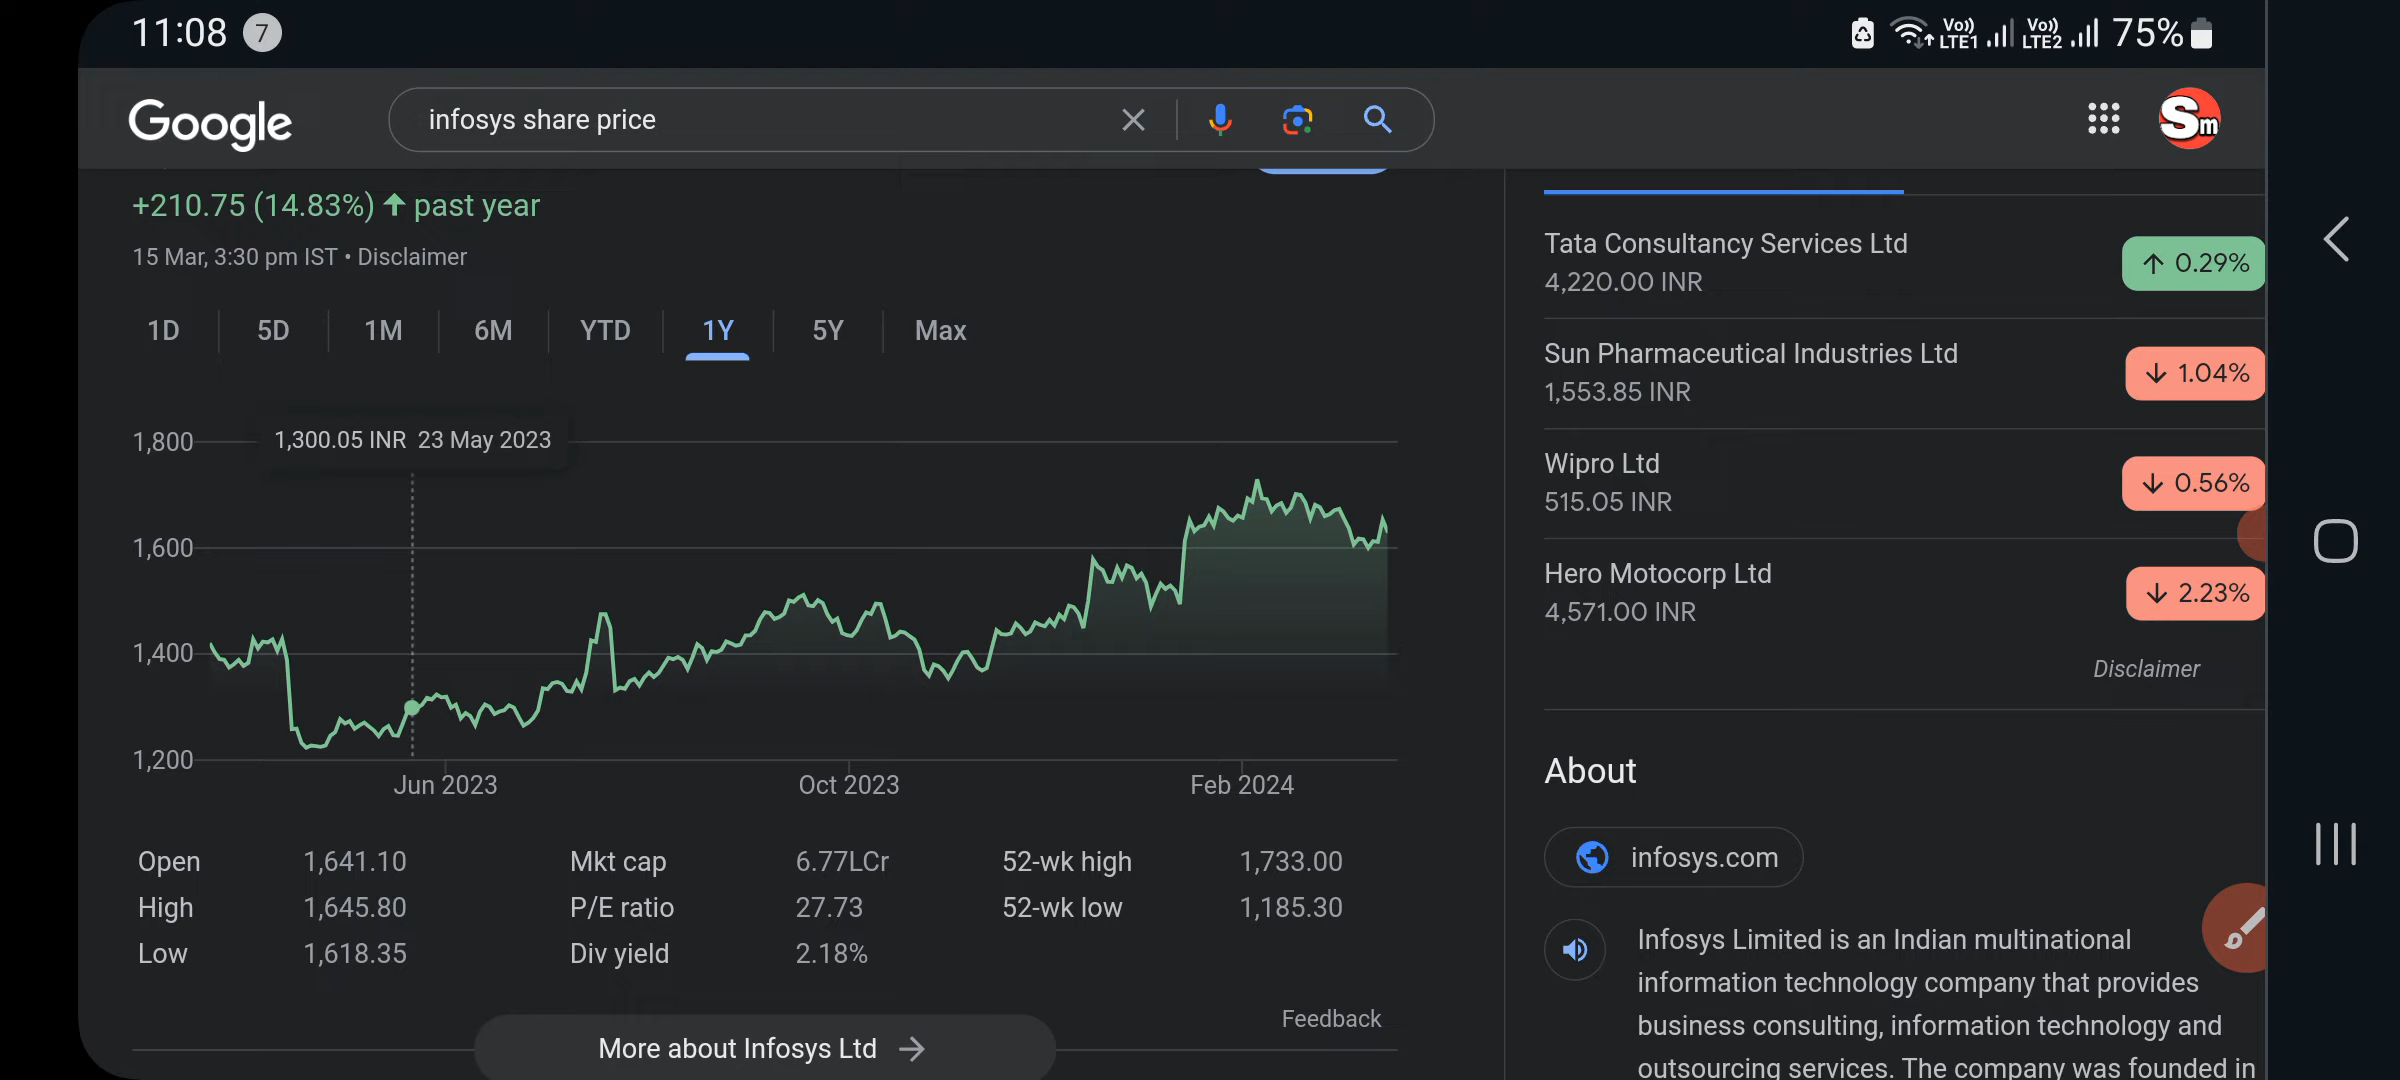 11:08 7 Vo)) LTE1 Vo)) LTE2 75%
Google infosys share price Sm
+210.75 (14.83%) ↑ past year
15 Mar, 3:30 pm IST • Disclaimer
1D 5D 1M 6M YTD 1Y 5Y Max
1,300.05 INR 23 May 2023
1,800
1,600
1,400
1,200
Jun 2023 Oct 2023 Feb 2024
Open 1,641.10 Mkt cap 6.77LCr 52-wk high 1,733.00
High 1,645.80 P/E ratio 27.73 52-wk low 1,185.30
Low 1,618.35 Div yield 2.18%
Feedback
More about Infosys Ltd →
Tata Consultancy Services Ltd
4,220.00 INR ↑ 0.29%
Sun Pharmaceutical Industries Ltd
1,553.85 INR ↓ 1.04%
Wipro Ltd
515.05 INR ↓ 0.56%
Hero Motocorp Ltd
4,571.00 INR ↓ 2.23%
Disclaimer
About
infosys.com
Infosys Limited is an Indian multinational
information technology company that provides
business consulting, information technology and
outsourcing services. The company was founded in